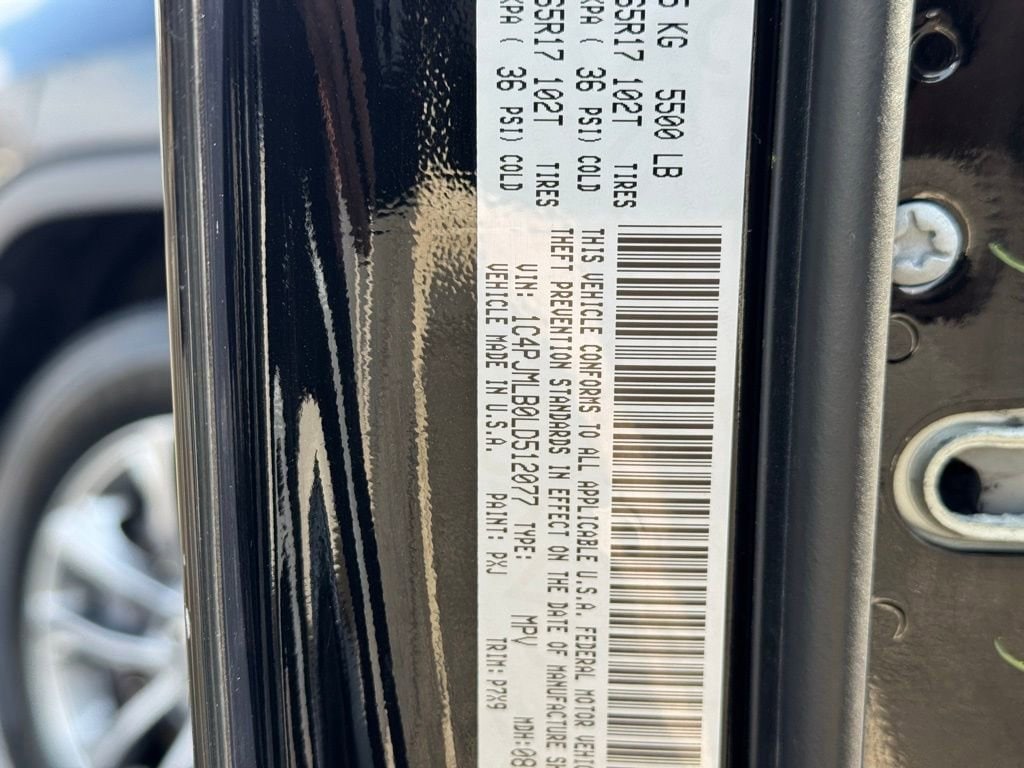 5 KG 5500 LB
65R17 102T TIRES
KPA ( 36 PSI) COLD
65R17 102T TIRES
KPA ( 36 PSI) COLD
THIS VEHICLE CONFORMS TO ALL APPLICABLE U.S.A. FEDERAL MOTOR VEHIC
THEFT PREVENTION STANDARDS IN EFFECT ON THE DATE OF MANUFACTURE SH
VIN: 1C4PJMLB0LD512077 TYPE: MPV
VEHICLE MADE IN U.S.A. PAINT: PXJ TRIM: P7X9 MDH:08